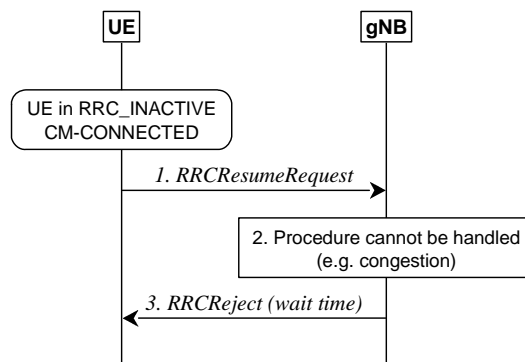 UE
gNB
UE in RRC_INACTIVE
CM-CONNECTED
1. RRCResumeRequest
2. Procedure cannot be handled
(e.g. congestion)
3. RRCReject (wait time)